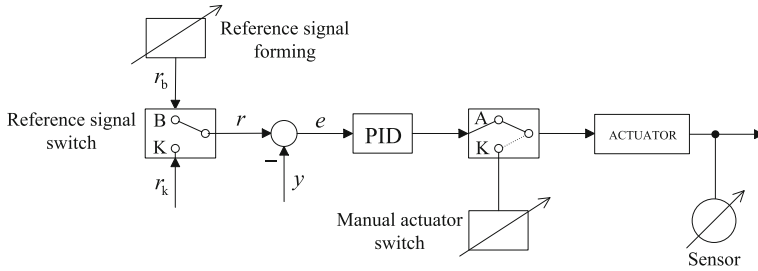 Reference signal
forming
r_b
Reference signal
switch
B
K
r
e
−
y
r_k
PID
A
K
ACTUATOR
Manual actuator
switch
Sensor